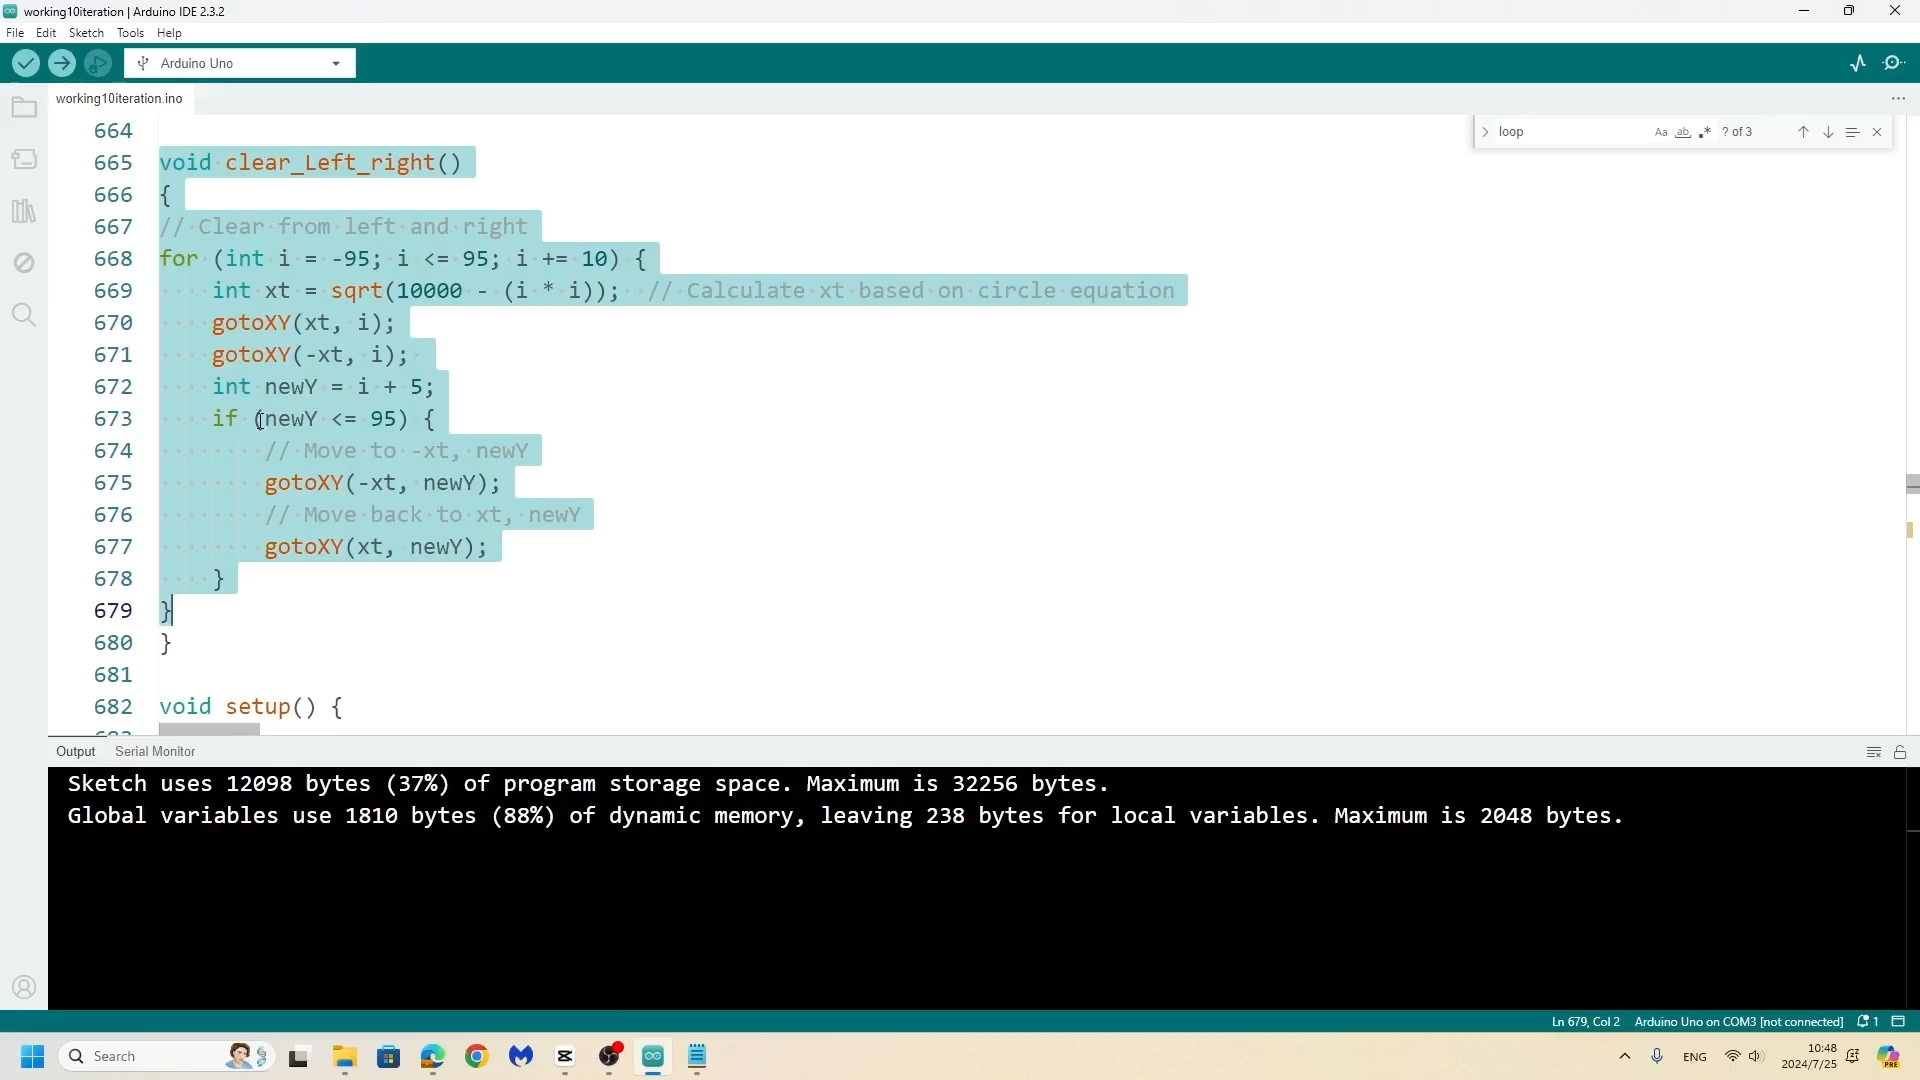 working10iteration | Arduino IDE 2.3.2
File Edit Sketch Tools Help
Arduino Uno
working10iteration.ino
loop Aa ab .* ? of 3
664
665 void clear_Left_right()
666 {
667 // Clear from left and right
668 for (int i = -95; i <= 95; i += 10) {
669 int xt = sqrt(10000 - (i * i)); // Calculate xt based on circle equation
670 gotoXY(xt, i);
671 gotoXY(-xt, i);
672 int newY = i + 5;
673 if (newY <= 95) {
674 // Move to -xt, newY
675 gotoXY(-xt, newY);
676 // Move back to xt, newY
677 gotoXY(xt, newY);
678 }
679 }
680 }
681
682 void setup() {
Output Serial Monitor
Sketch uses 12098 bytes (37%) of program storage space. Maximum is 32256 bytes.
Global variables use 1810 bytes (88%) of dynamic memory, leaving 238 bytes for local variables. Maximum is 2048 bytes.
Ln 679, Col 2 Arduino Uno on COM3 [not connected] 1
Search
ENG
10:48
2024/7/25
PRE